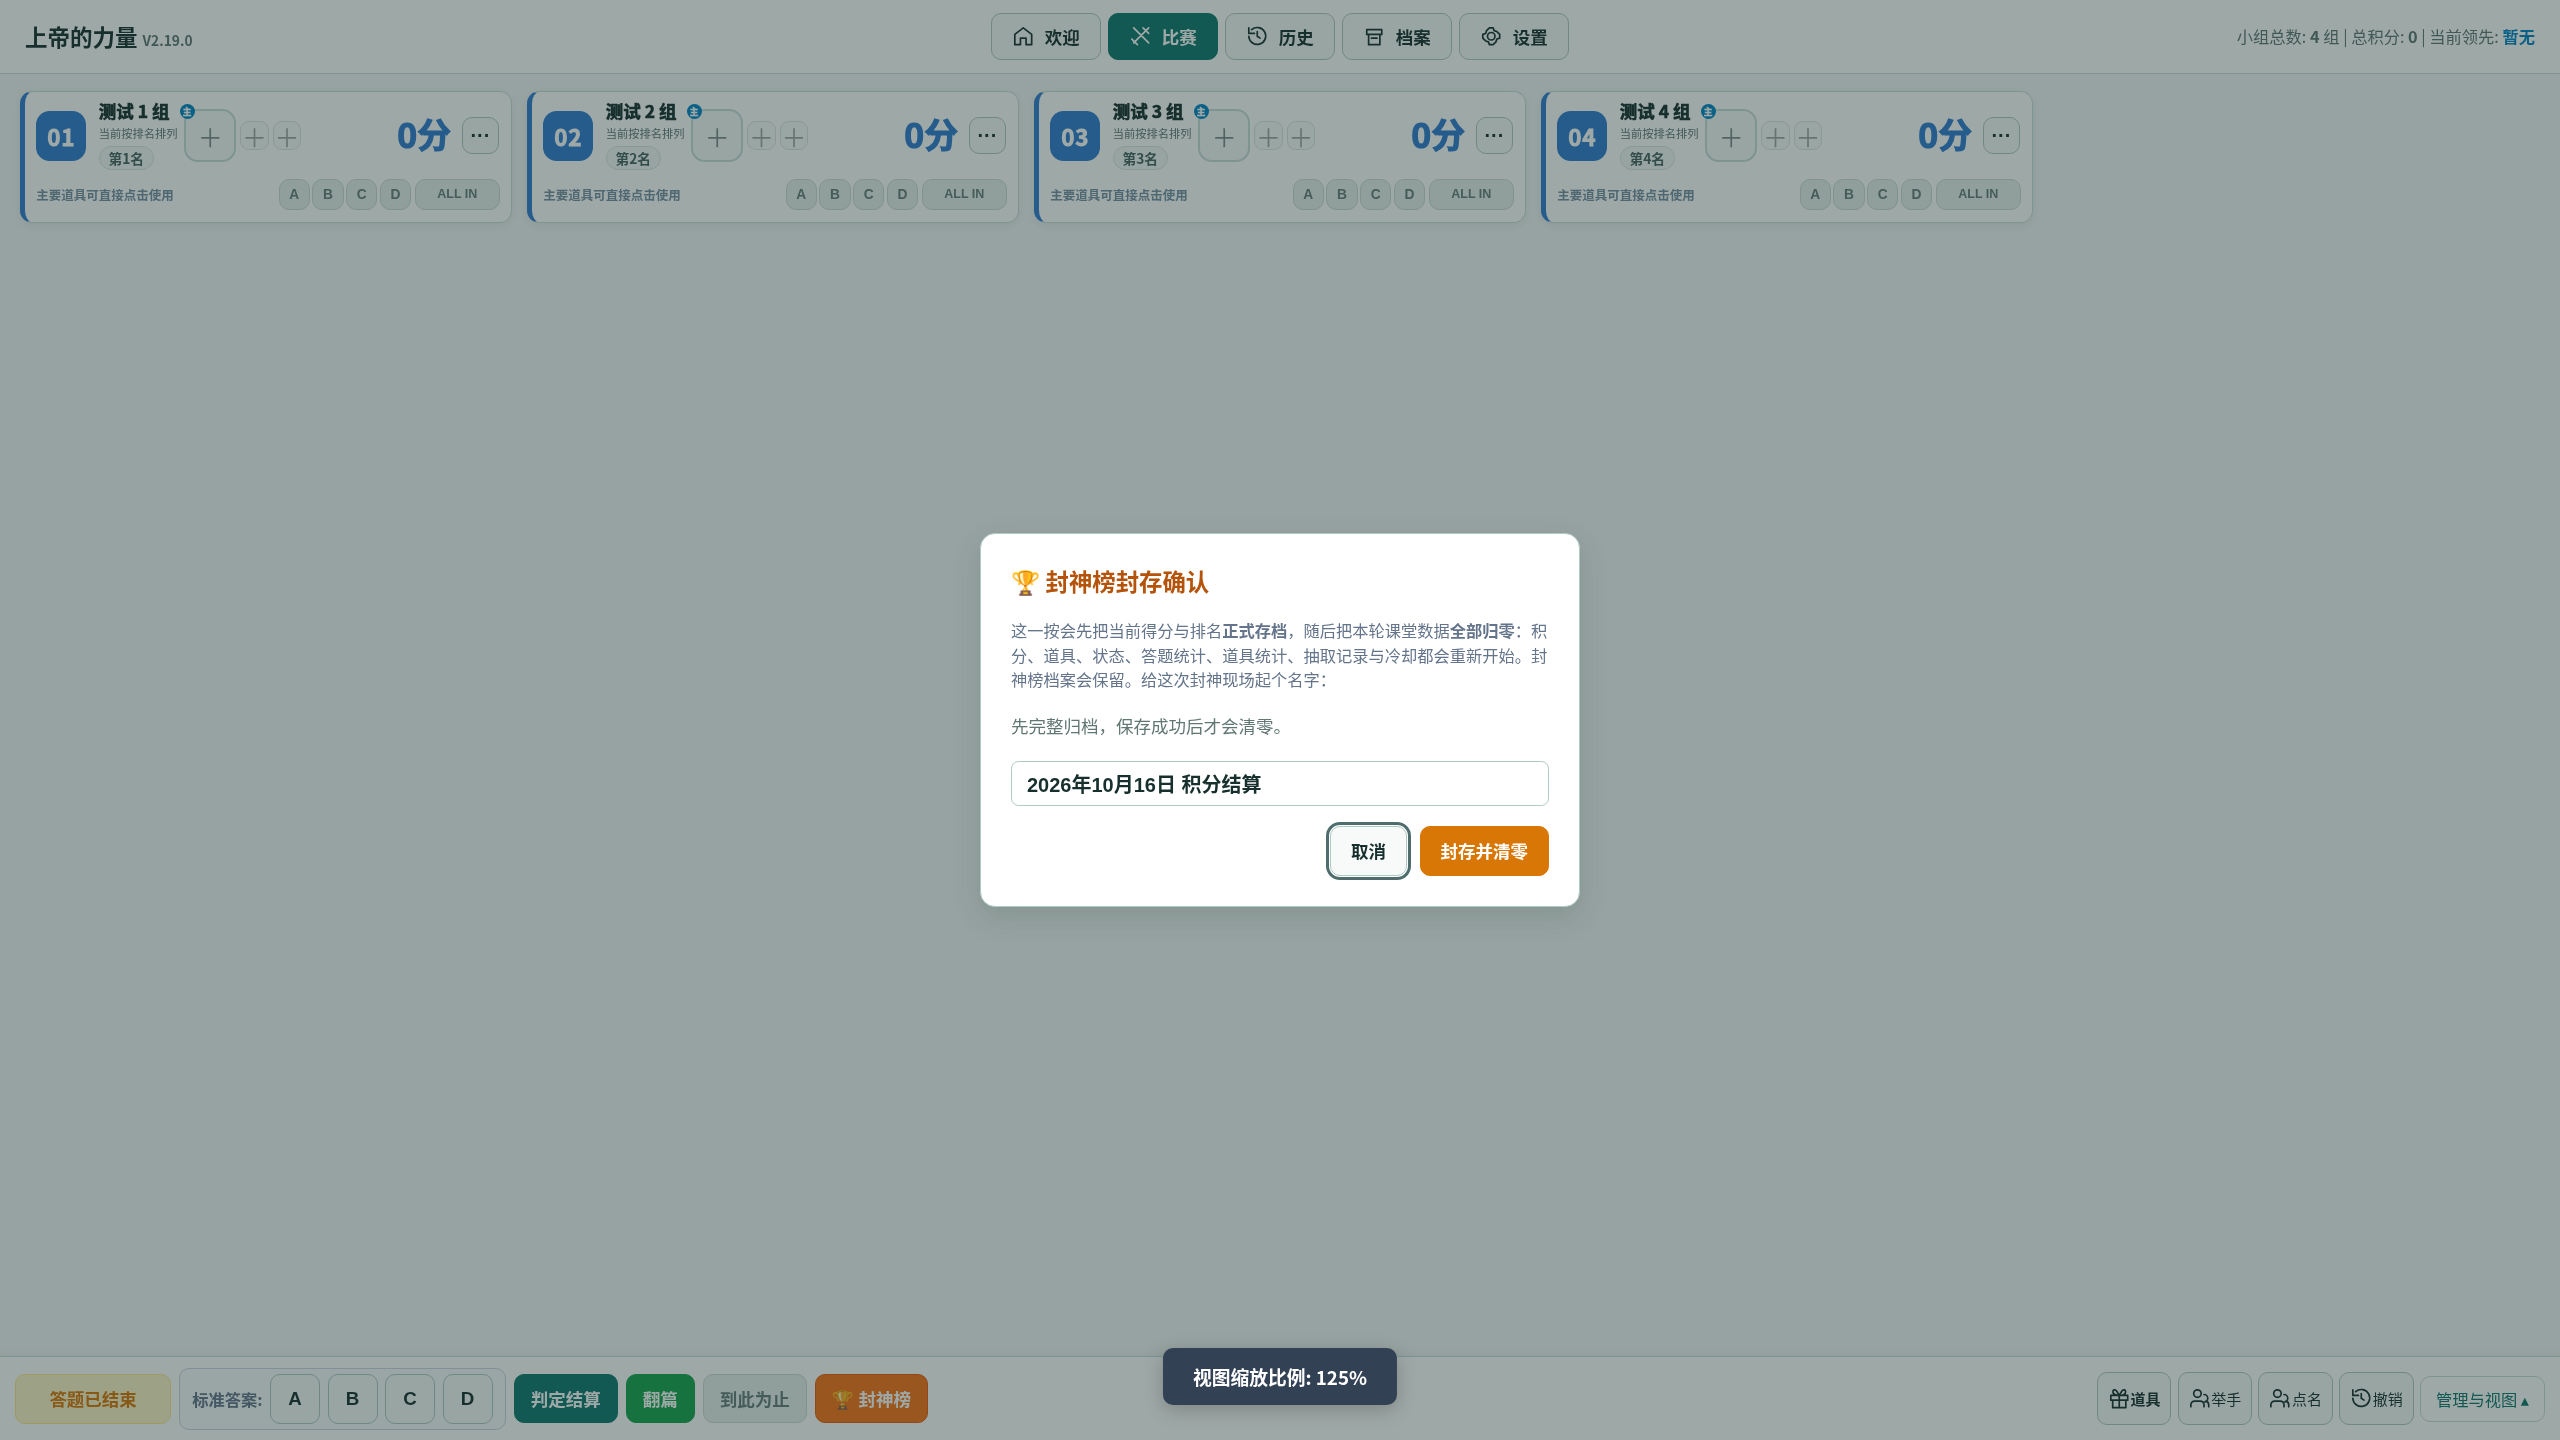 上帝的力量 V2.19.0
欢迎
比赛
历史
档案
设置
小组总数: 4 组 | 总积分: 0 | 当前领先: 暂无
01
测试 1 组
当前按排名排列
第1名
主
0分
...
主要道具可直接点击使用
A B C D ALL IN
02
测试 2 组
当前按排名排列
第2名
主
0分
...
主要道具可直接点击使用
A B C D ALL IN
03
测试 3 组
当前按排名排列
第3名
主
0分
...
主要道具可直接点击使用
A B C D ALL IN
04
测试 4 组
当前按排名排列
第4名
主
0分
...
主要道具可直接点击使用
A B C D ALL IN
🏆 封神榜封存确认
这一按会先把当前得分与排名正式存档，随后把本轮课堂数据全部归零：积
分、道具、状态、答题统计、道具统计、抽取记录与冷却都会重新开始。封
神榜档案会保留。给这次封神现场起个名字：
先完整归档，保存成功后才会清零。
2026年10月16日 积分结算
取消
封存并清零
视图缩放比例: 125%
答题已结束
标准答案: A B C D
判定结算
翻篇
到此为止
🏆 封神榜
道具
举手
点名
撤销
管理与视图 ▴